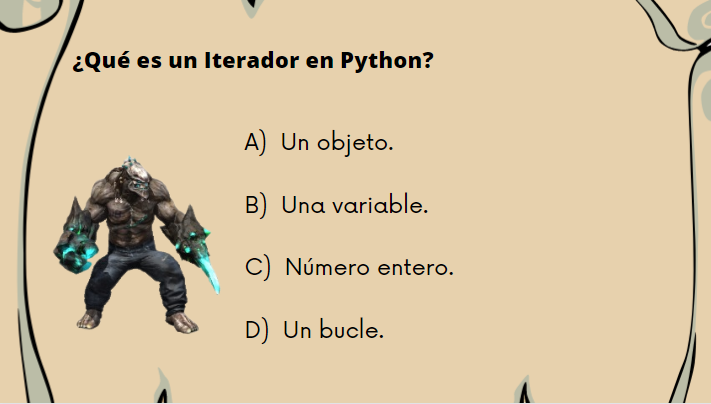 ¿Qué es un Iterador en Python?
A) Un objeto.
B) Una variable.
C) Número entero.
D) Un bucle.